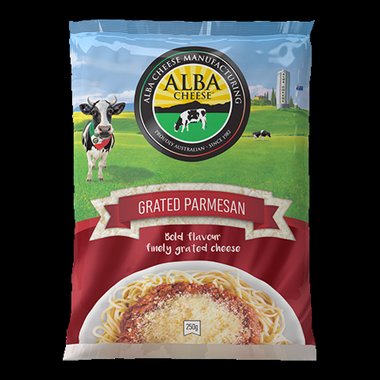 ALBA CHEESE MANUFACTURING
ALBA
CHEESE
PROUDLY AUSTRALIAN - SINCE 1982
GRATED PARMESAN
Bold flavour
finely grated cheese
250g